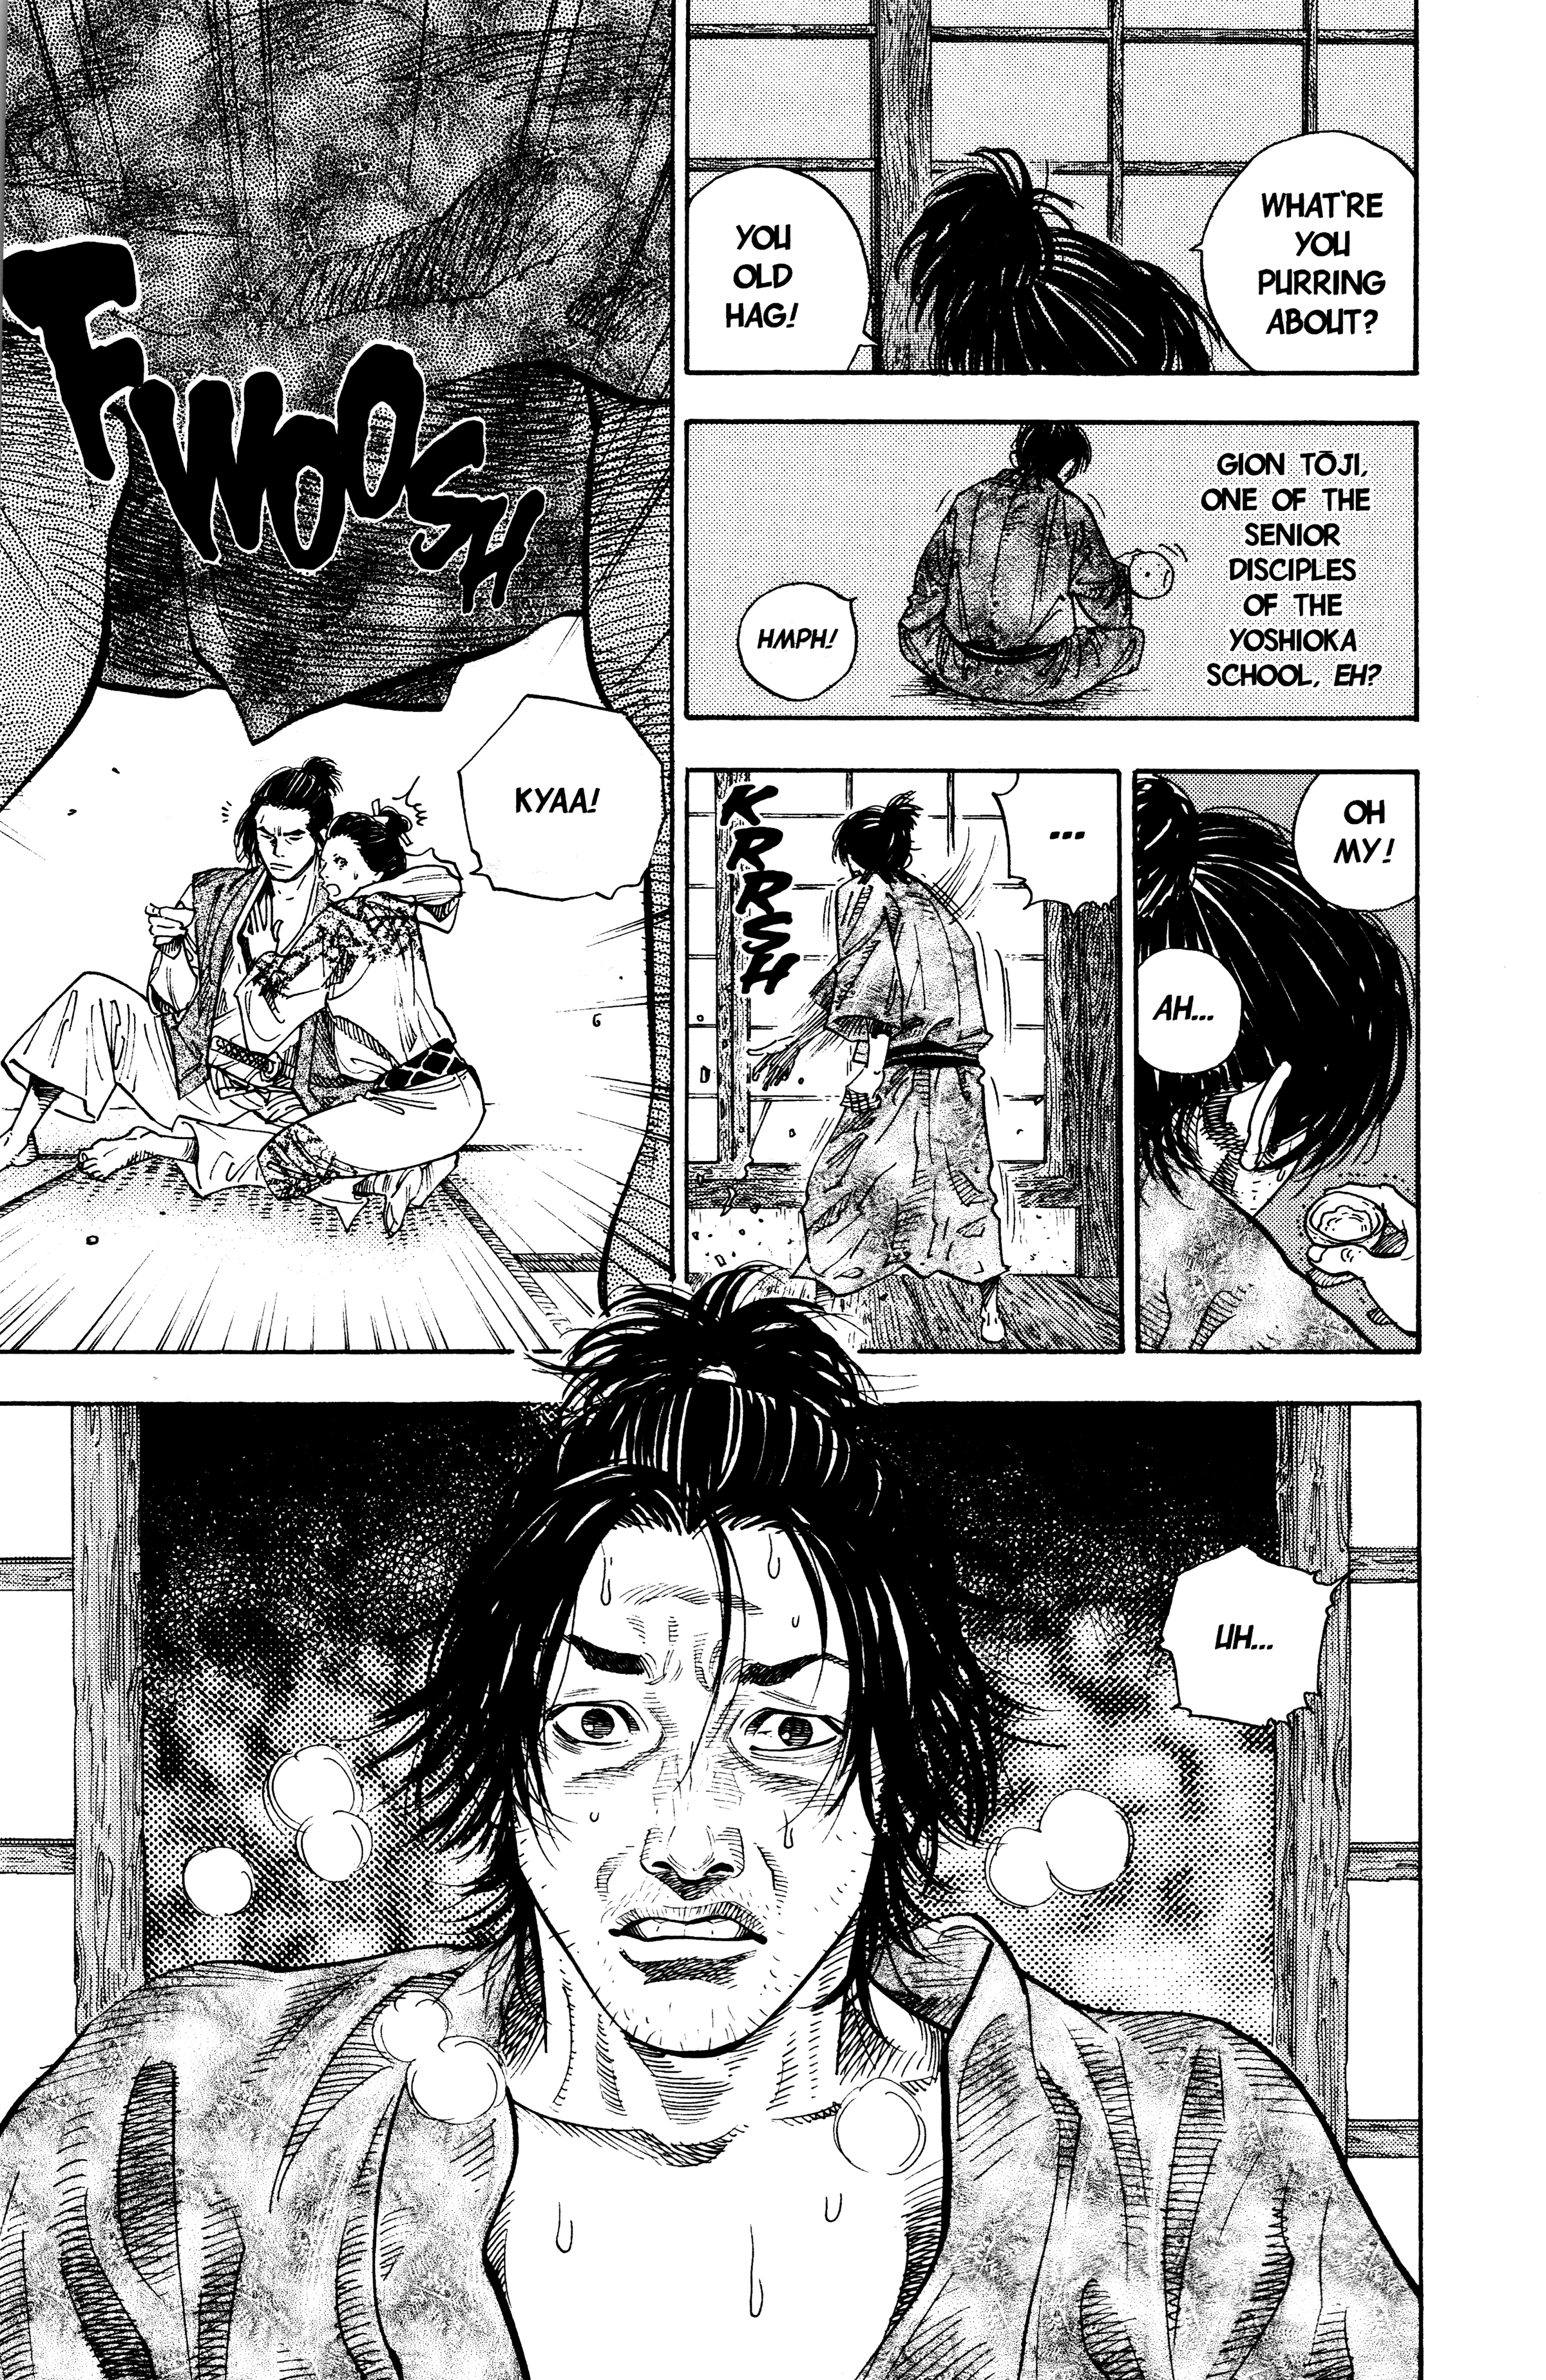 WHAT'RE
YOU
PURRING
ABOUT?
YOU
OLD
HAG!
GION TŌJI,
ONE OF THE
SENIOR
DISCIPLES
OF THE
YOSHIOKA
SCHOOL, EH?
HMPH!
OH
MY!
AH...
...
KRRSH
FWOOSH
KYAA!
UH...